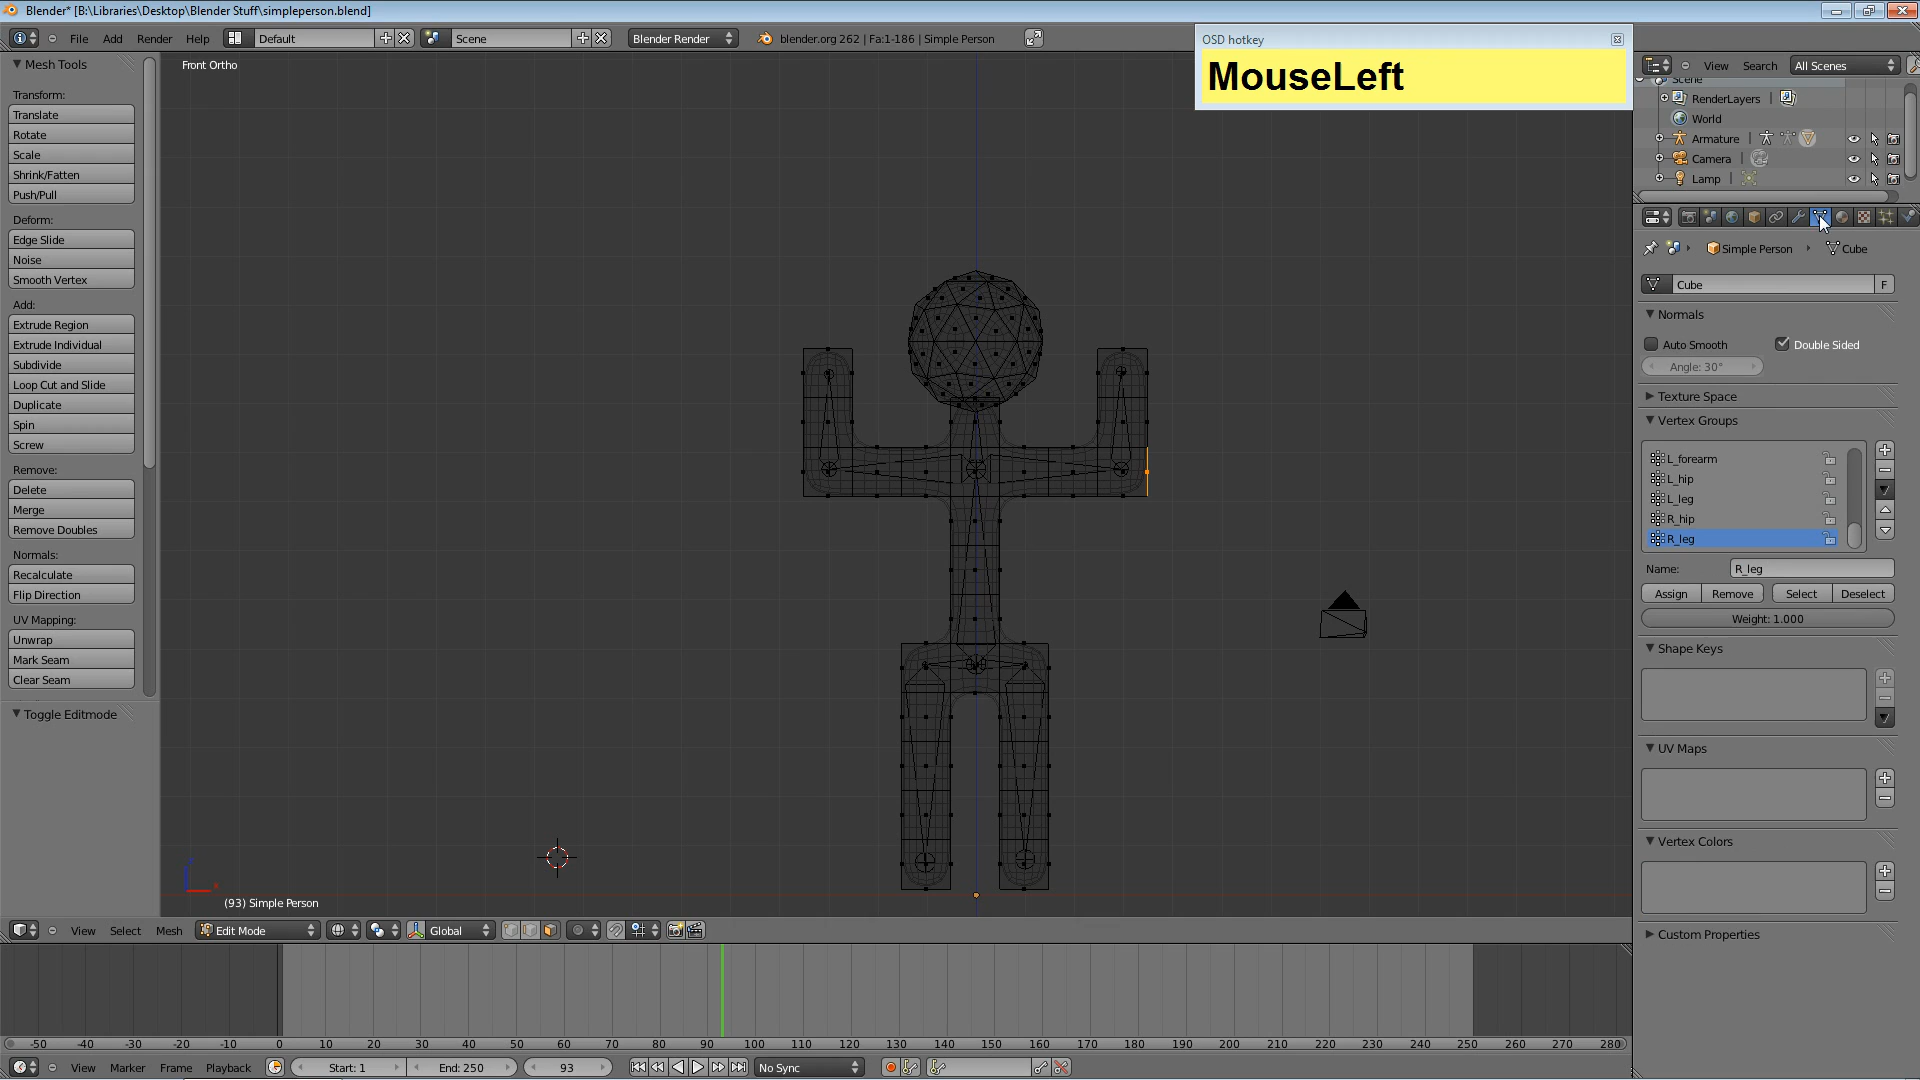 Blender* [B:\Libraries\Desktop\Blender Stuff\simpleperson.blend]
File Add Render Help Default Scene Blender Render blender.org 262 | Fa:1-186 | Simple Person
OSD hotkey
MouseLeft
Mesh Tools
Transform:
Translate
Rotate
Scale
Shrink/Fatten
Push/Pull
Deform:
Edge Slide
Noise
Smooth Vertex
Add:
Extrude Region
Extrude Individual
Subdivide
Loop Cut and Slide
Duplicate
Spin
Screw
Remove:
Delete
Merge
Remove Doubles
Normals:
Recalculate
Flip Direction
UV Mapping:
Unwrap
Mark Seam
Clear Seam
Toggle Editmode
Front Ortho
(93) Simple Person
View Search All Scenes
Scene
RenderLayers
World
Armature
Camera
Lamp
Simple Person Cube
Cube F
Normals
Auto Smooth Double Sided
Angle: 30°
Texture Space
Vertex Groups
L_forearm
L_hip
L_leg
R_hip
R_leg
Name: R_leg
Assign Remove Select Deselect
Weight: 1.000
Shape Keys
UV Maps
Vertex Colors
Custom Properties
View Select Mesh Edit Mode Global
-50 -40 -30 -20 -10 0 10 20 30 40 50 60 70 80 90 100 110 120 130 140 150 160 170 180 190 200 210 220 230 240 250 260 270 280
View Marker Frame Playback Start: 1 End: 250 93 No Sync